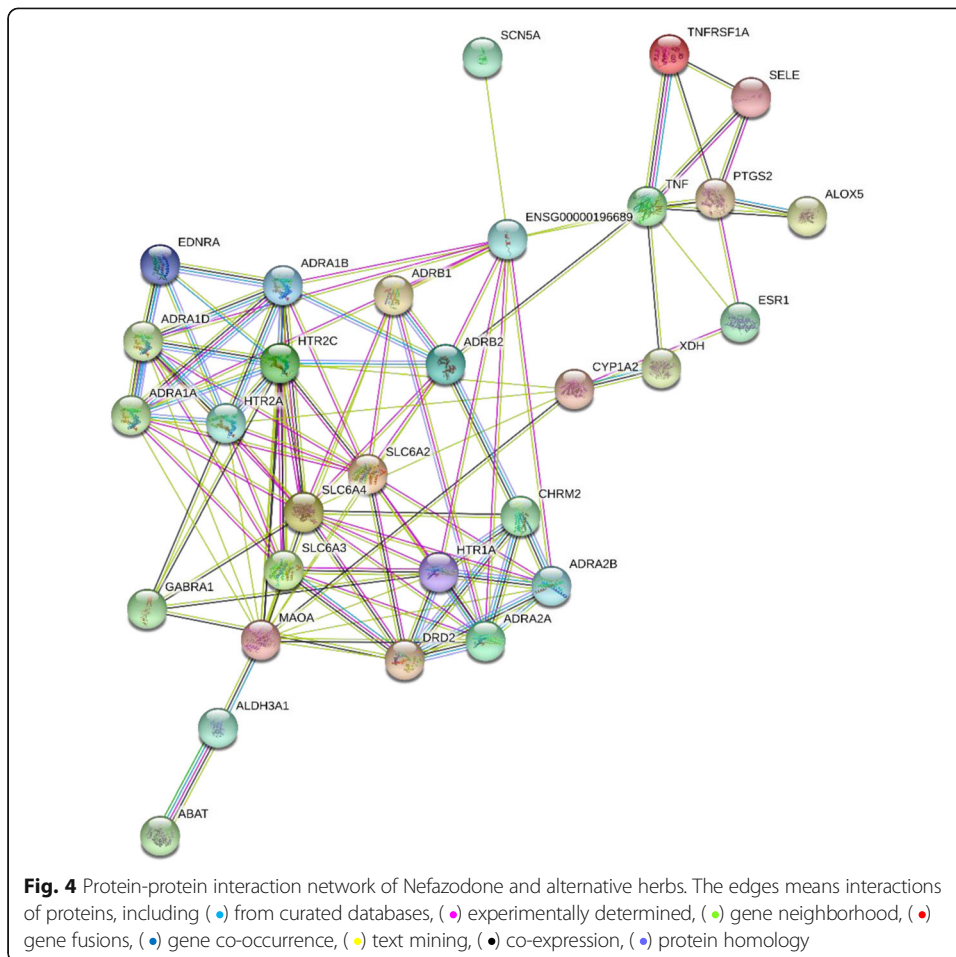 SCN5A
TNFRSF1A
SELE
TNF
PTGS2
ALOX5
ENSG00000196689
EDNRA
ADRA1B
ADRB1
ESR1
ADRA1D
HTR2C
ADRB2
XDH
CYP1A2
ADRA1A
HTR2A
SLC6A2
SLC6A4
CHRM2
SLC6A3
HTR1A
ADRA2B
GABRA1
MAOA
ADRA2A
DRD2
ALDH3A1
ABAT
Fig. 4 Protein-protein interaction network of Nefazodone and alternative herbs. The edges means interactions
of proteins, including (•) from curated databases, (•) experimentally determined, (•) gene neighborhood, (•)
gene fusions, (•) gene co-occurrence, (•) text mining, (•) co-expression, (•) protein homology